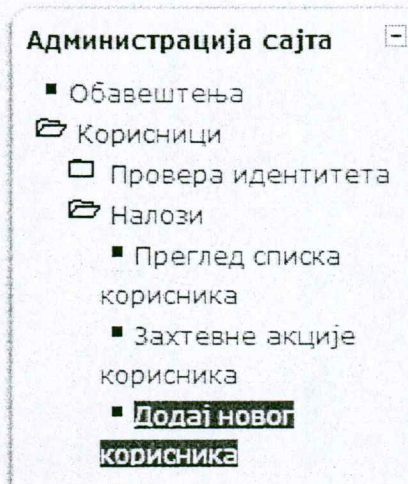 Администрација сајта
Обавештења
Корисници
Провера идентитета
Налози
Преглед списка
корисника
Захтевне акције
корисника
Додај новог
корисника